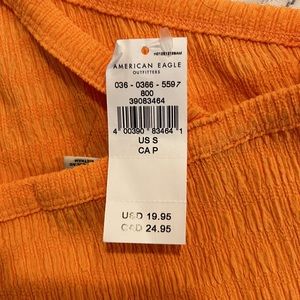 AMERICAN EAGLE
OUTFITTERS
036 - 0366 - 5597
800
39083464
4 00390 83464 1
US S
CA P
USD 19.95
CAD 24.95